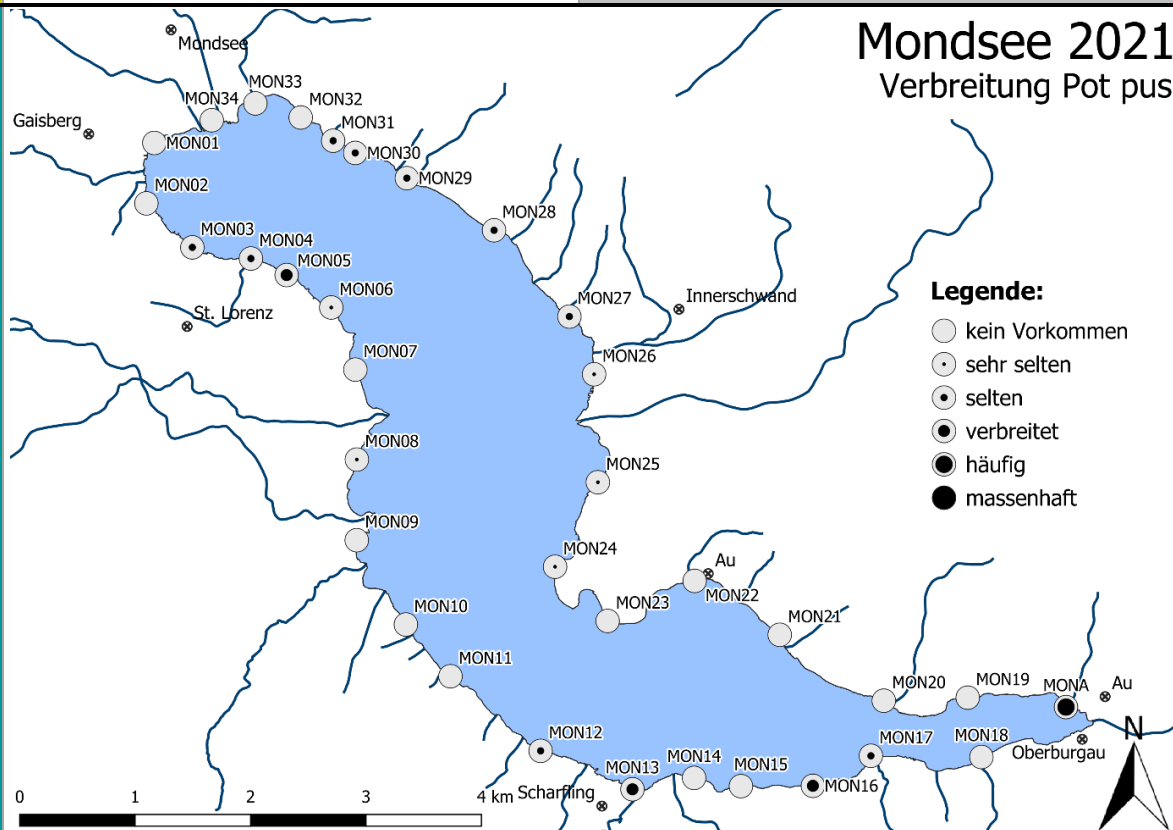 Mondsee 2021
Verbreitung Pot pus
Mondsee
MON33
MON34
MON32
Gaisberg
MON31
MON01
MON30
MON29
MON02
MON28
MON03
MON04
MON05
MON06
MON27
Innerschwand
St. Lorenz
MON07
MON26
Legende:
kein Vorkommen
sehr selten
selten
verbreitet
häufig
massenhaft
MON08
MON25
MON09
MON24
Au
MON22
MON23
MON10
MON21
MON11
MON20
MON19
MONA
Au
MON12
MON17
MON18
Oberburgau
N
MON13
MON14
MON15
MON16
Scharfling
0 1 2 3 4 km